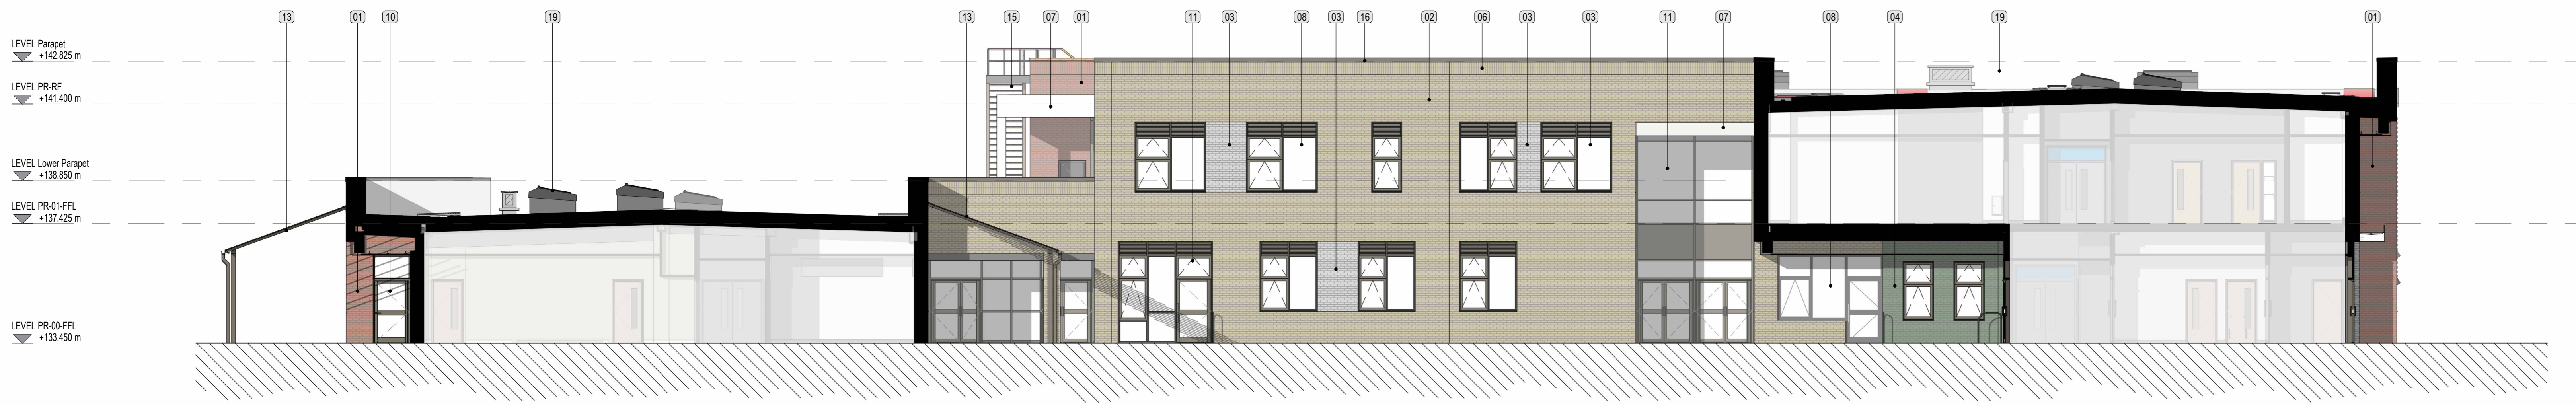 13 01 10 19 13 15 07 01 11 03 08 03 16 02 06 03 03 11 07 08 04 19 01
LEVEL Parapet
+142.825 m
LEVEL PR-RF
+141.400 m
LEVEL Lower Parapet
+138.850 m
LEVEL PR-01-FFL
+137.425 m
LEVEL PR-00-FFL
+133.450 m